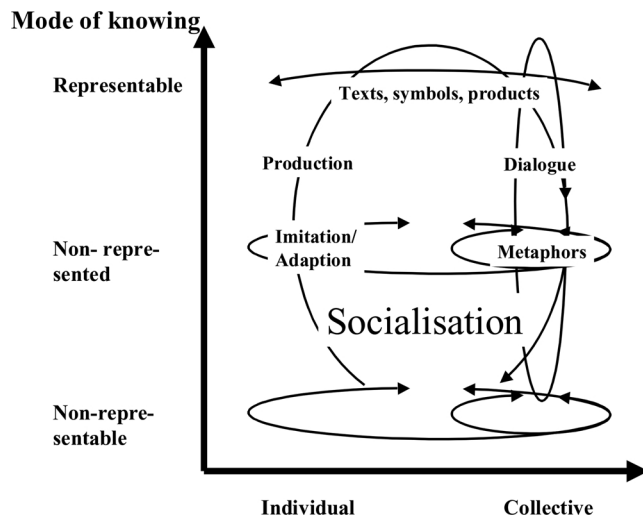 Mode of knowing
Representable
Texts, symbols, products
Production
Dialogue
Non- repre-
sented
Imitation/
Adaption
Metaphors
Socialisation
Non-repre-
sentable
Individual
Collective